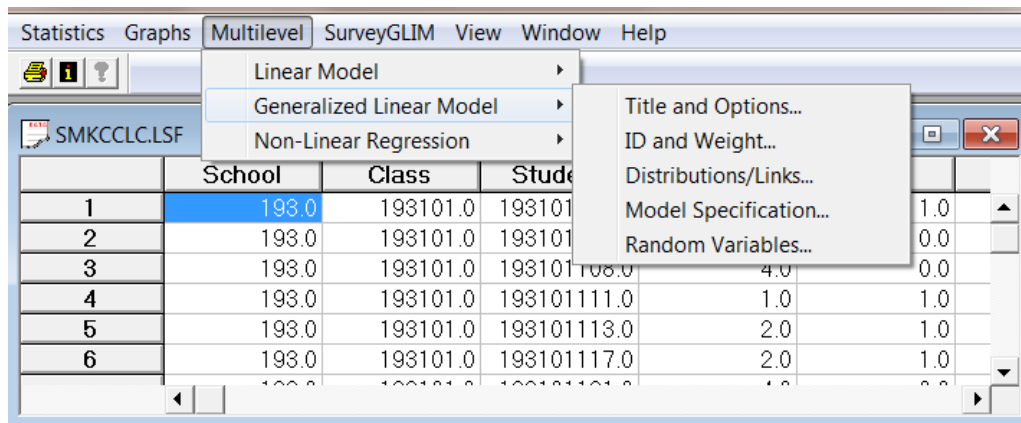 Statistics Graphs Multilevel SurveyGLIM View Window Help
Linear Model
Generalized Linear Model
Non-Linear Regression
Title and Options...
ID and Weight...
Distributions/Links...
Model Specification...
Random Variables...
SMKCCLC.LSF
School Class
1 193.0 193101.0 1.0
2 193.0 193101.0 0.0
3 193.0 193101.0 193101108.0 4.0 0.0
4 193.0 193101.0 193101111.0 1.0 1.0
5 193.0 193101.0 193101113.0 2.0 1.0
6 193.0 193101.0 193101117.0 2.0 1.0